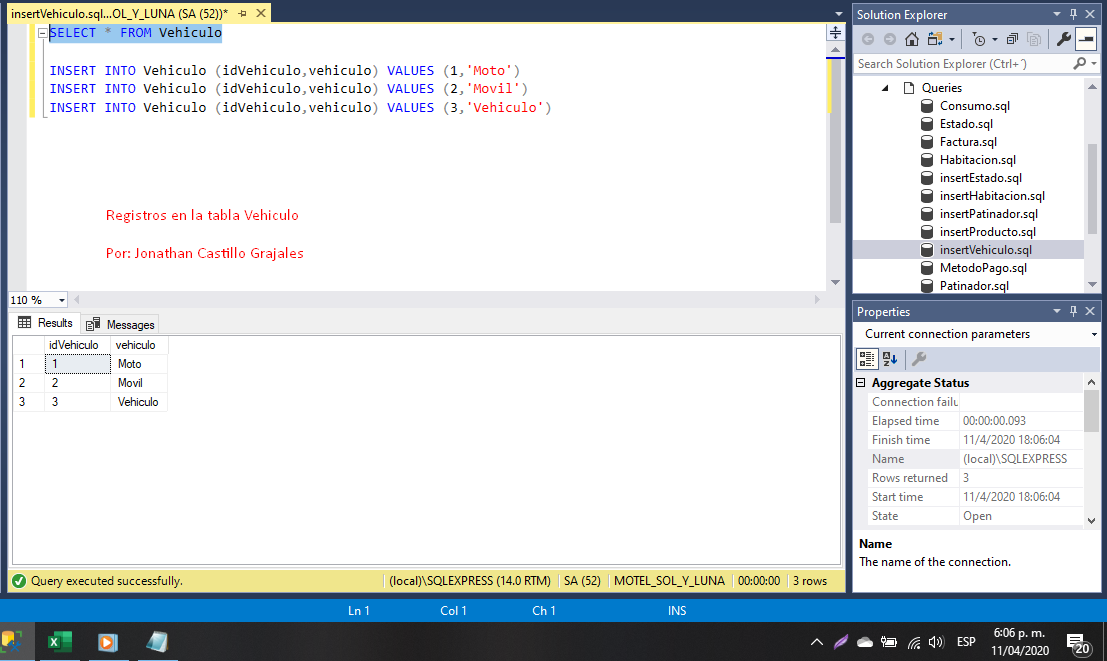 insertVehiculo.sql...OL_Y_LUNA (SA (52))*
SELECT * FROM Vehiculo
INSERT INTO Vehiculo (idVehiculo,vehiculo) VALUES (1,'Moto')
INSERT INTO Vehiculo (idVehiculo,vehiculo) VALUES (2,'Movil')
INSERT INTO Vehiculo (idVehiculo,vehiculo) VALUES (3,'Vehiculo')
Registros en la tabla Vehiculo
Por: Jonathan Castillo Grajales
110 %
Results Messages
idVehiculo vehiculo
1 1 Moto
2 2 Movil
3 3 Vehiculo
Query executed successfully. (local)\SQLEXPRESS (14.0 RTM) SA (52) MOTEL_SOL_Y_LUNA 00:00:00 3 rows
Solution Explorer
Search Solution Explorer (Ctrl+´)
Queries
Consumo.sql
Estado.sql
Factura.sql
Habitacion.sql
insertEstado.sql
insertHabitacion.sql
insertPatinador.sql
insertProducto.sql
insertVehiculo.sql
MetodoPago.sql
Patinador.sql
Properties
Current connection parameters
Aggregate Status
Connection failu
Elapsed time 00:00:00.093
Finish time 11/4/2020 18:06:04
Name (local)\SQLEXPRESS
Rows returned 3
Start time 11/4/2020 18:06:04
State Open
Name
The name of the connection.
Ln 1 Col 1 Ch 1 INS
ESP 6:06 p. m.
11/04/2020 20